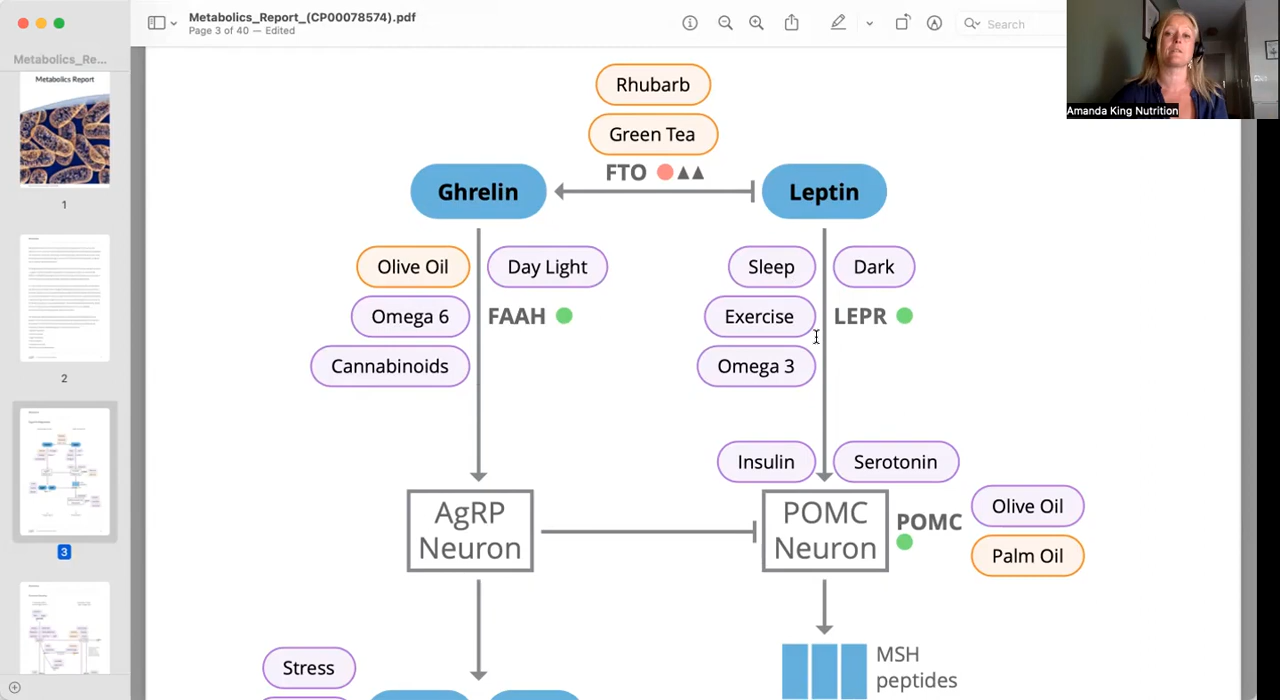 Metabolics_Report_(CP00078574).pdf
Page 3 of 40 — Edited
Search
Amanda King Nutrition
Metabolics_Re...
Metabolics Report
1
2
3
Rhubarb
Green Tea
FTO
Ghrelin
Leptin
Olive Oil
Day Light
Sleep
Dark
Omega 6
FAAH
Exercise
LEPR
Cannabinoids
Omega 3
Insulin
Serotonin
AgRP
Neuron
POMC
Neuron
POMC
Olive Oil
Palm Oil
Stress
MSH
peptides